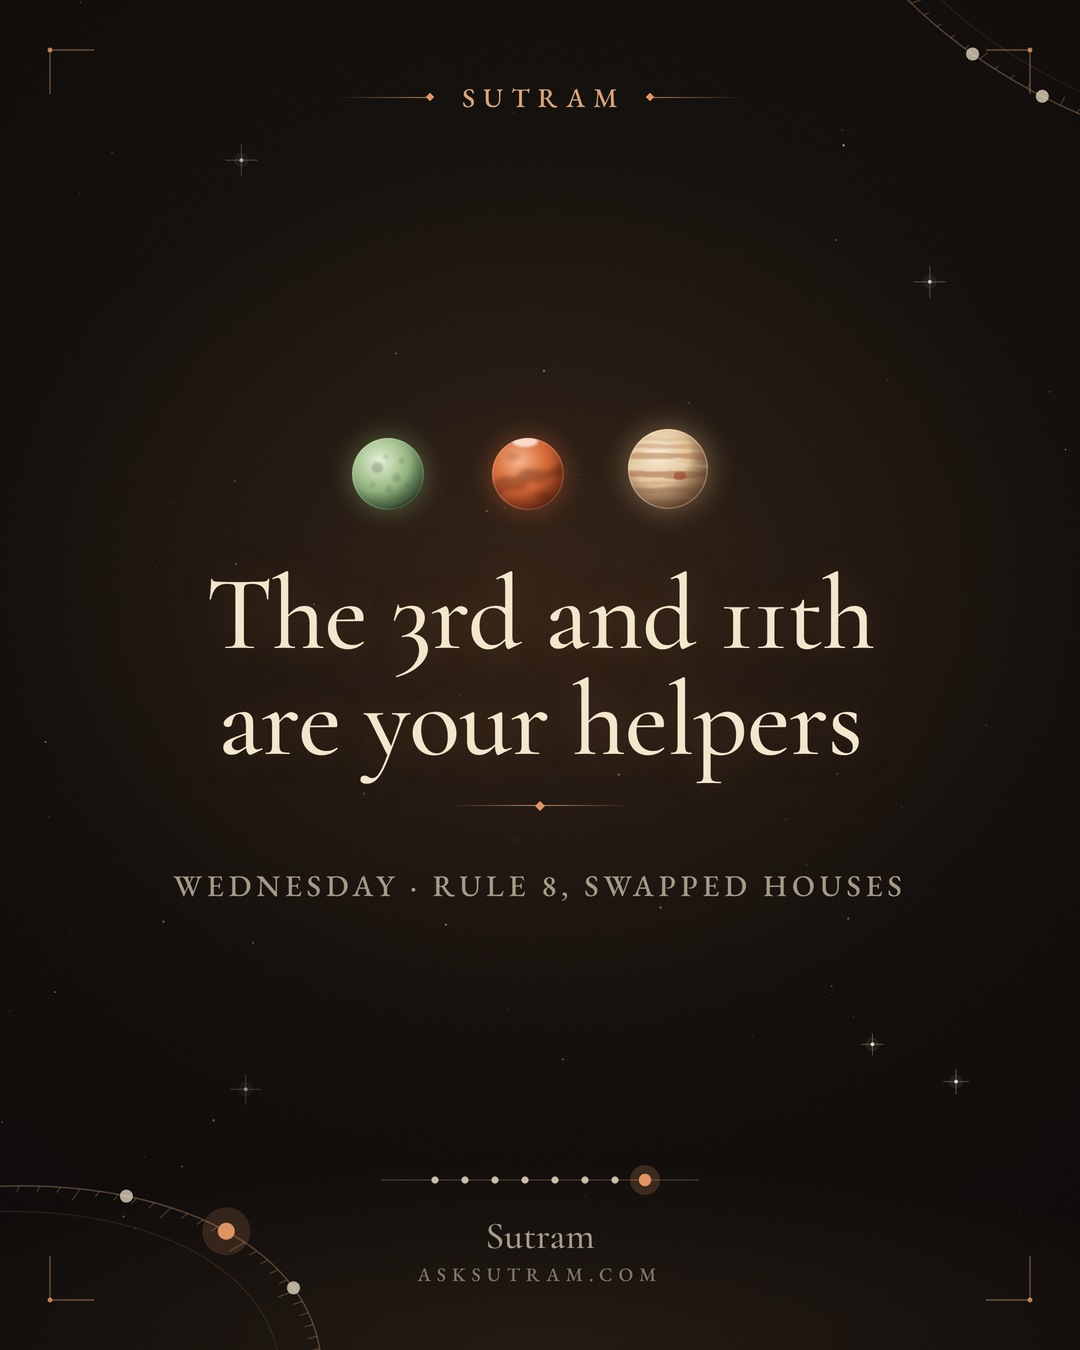 SUTRAM
The 3rd and 11th
are your helpers
WEDNESDAY · RULE 8, SWAPPED HOUSES
Sutram
ASKSUTRAM.COM